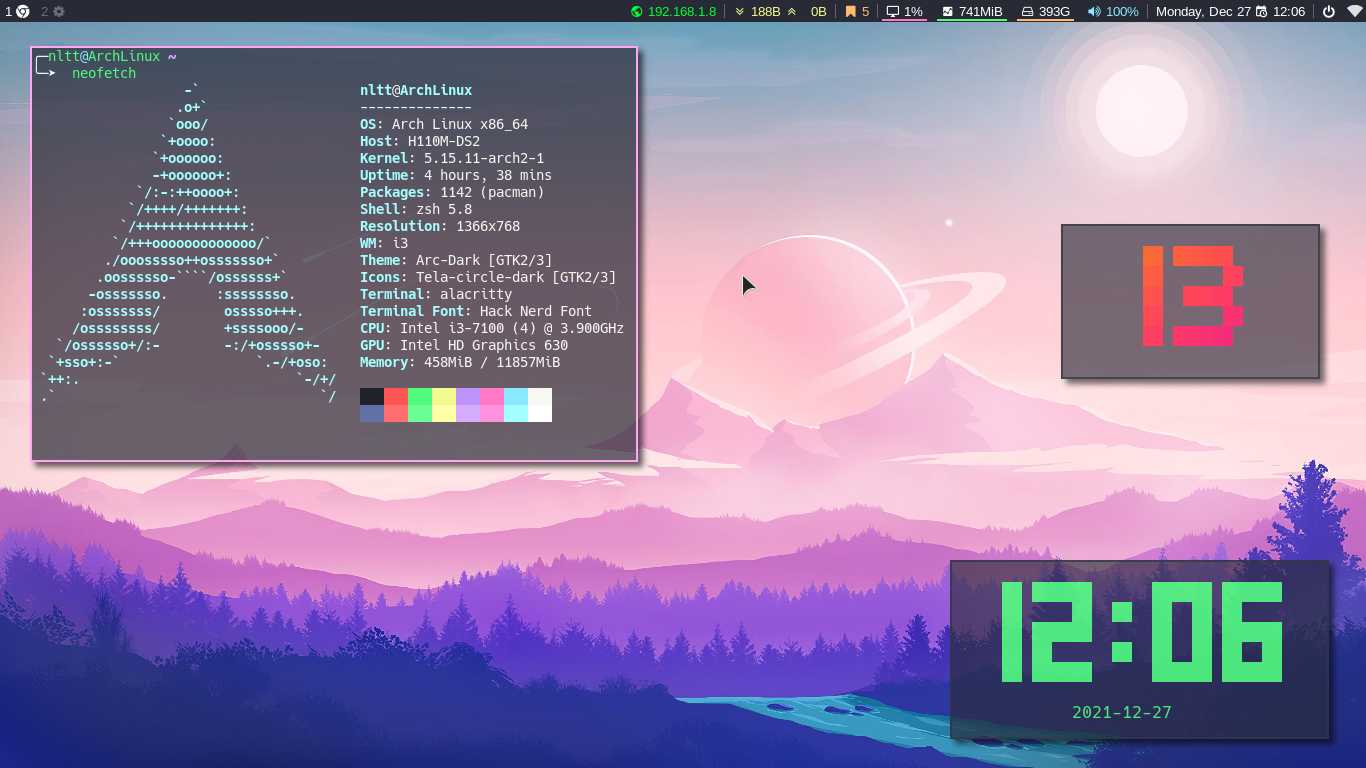 1 2 192.168.1.8 188B 0B 5 1% 741MiB 393G 100% Monday, Dec 27 12:06
nltt@ArchLinux ~
neofetch
-`
.o+`
`ooo/
`+oooo:
`+oooooo:
-+oooooo+:
`/:-:++oooo+:
`/++++/+++++++:
`/++++++++++++++:
`/+++ooooooooooooo/`
./ooosssso++osssssso+`
.oossssso-````/ossssss+`
-osssssso. :ssssssso.
:osssssss/ osssso+++.
/ossssssss/ +ssssooo/-
`/ossssso+/:- -:/+osssso+-
`+sso+:-` `.-/+oso:
`++:. `-/+/
.` `/
nltt@ArchLinux
--------------
OS: Arch Linux x86_64
Host: H110M-DS2
Kernel: 5.15.11-arch2-1
Uptime: 4 hours, 38 mins
Packages: 1142 (pacman)
Shell: zsh 5.8
Resolution: 1366x768
WM: i3
Theme: Arc-Dark [GTK2/3]
Icons: Tela-circle-dark [GTK2/3]
Terminal: alacritty
Terminal Font: Hack Nerd Font
CPU: Intel i3-7100 (4) @ 3.900GHz
GPU: Intel HD Graphics 630
Memory: 458MiB / 11857MiB
i3
12:06
2021-12-27